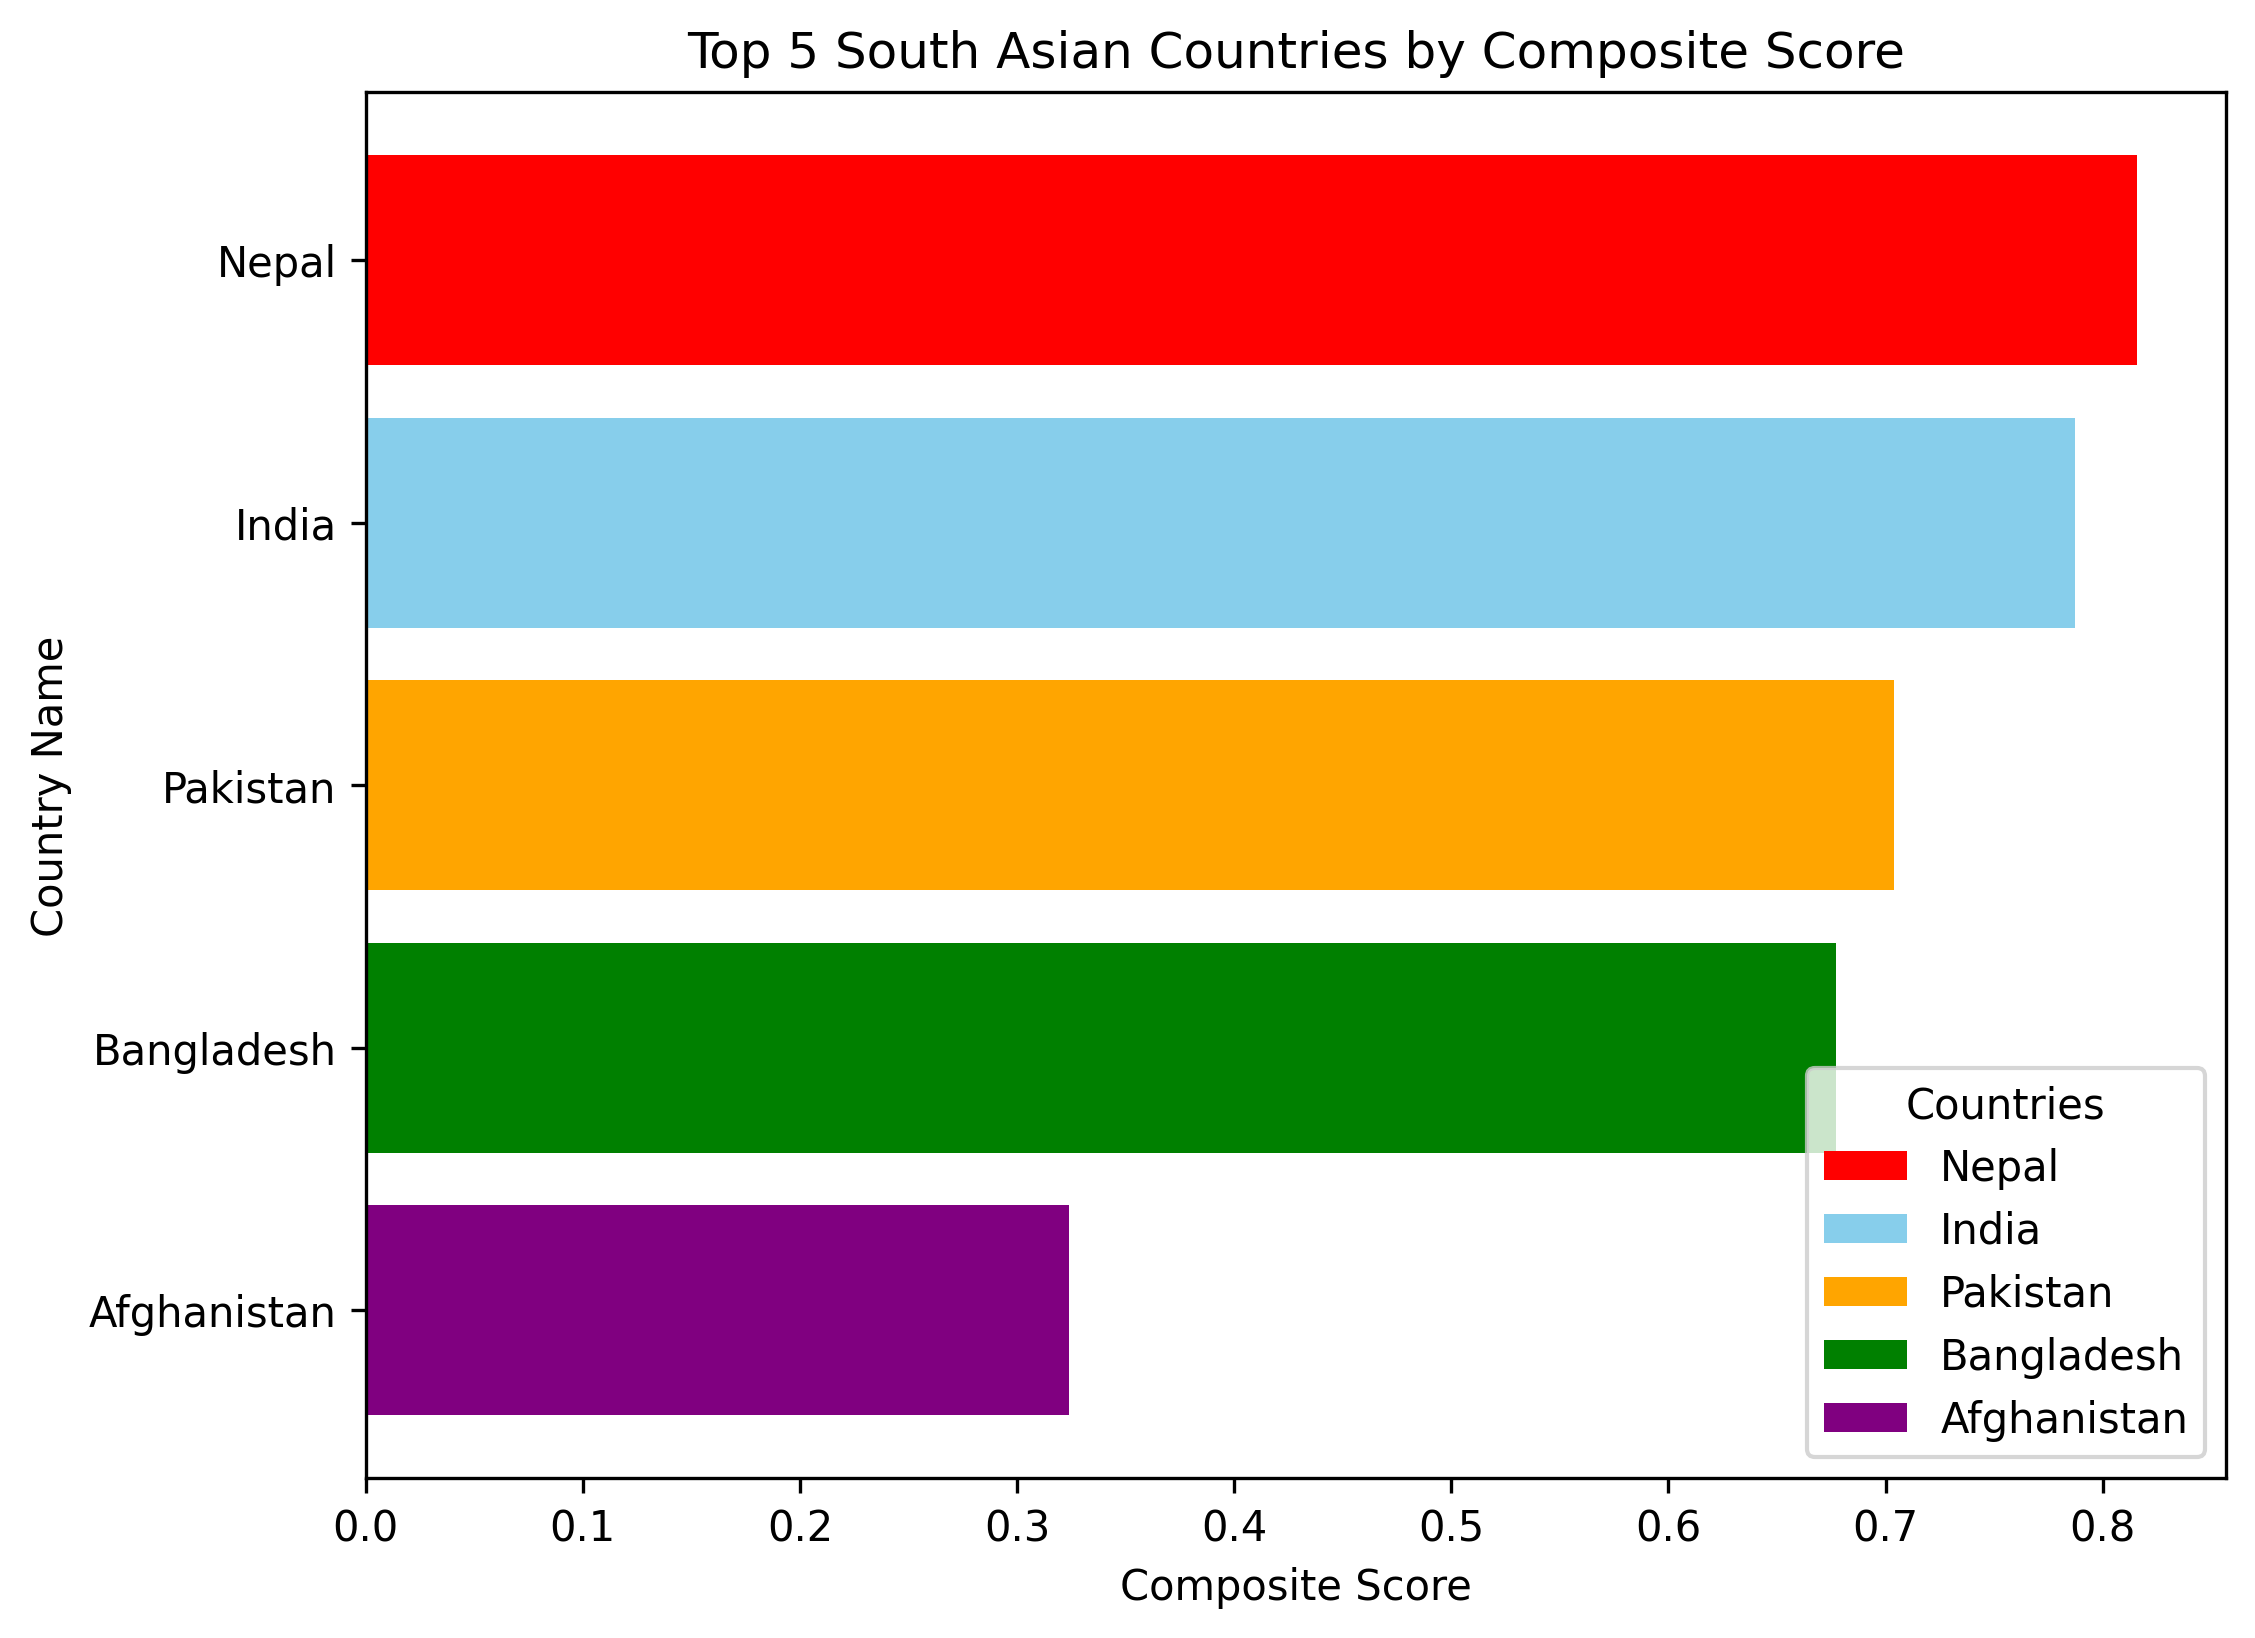 Top 5 South Asian Countries by Composite Score
Country Name
Nepal
India
Pakistan
Bangladesh
Afghanistan
Countries
Nepal
India
Pakistan
Bangladesh
Afghanistan
0.0 0.1 0.2 0.3 0.4 0.5 0.6 0.7 0.8
Composite Score